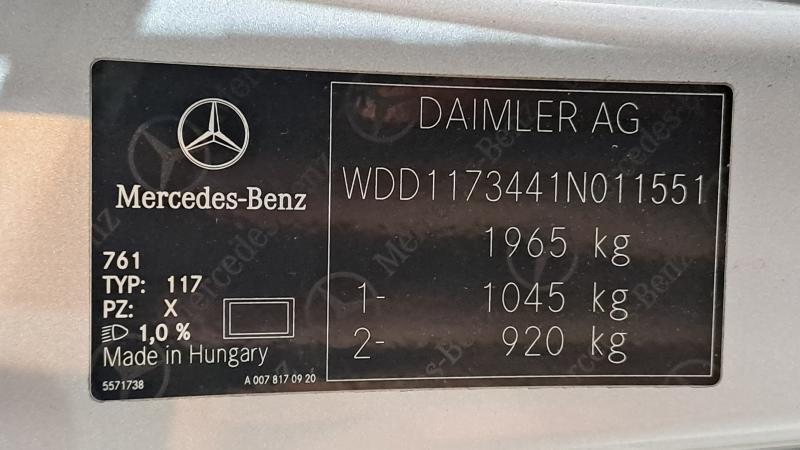 Mercedes-Benz
761
TYP: 117
PZ: X
1,0 %
Made in Hungary
5571738
A 007 817 09 20
DAIMLER AG
WDD1173441N011551
1965 kg
1- 1045 kg
2- 920 kg